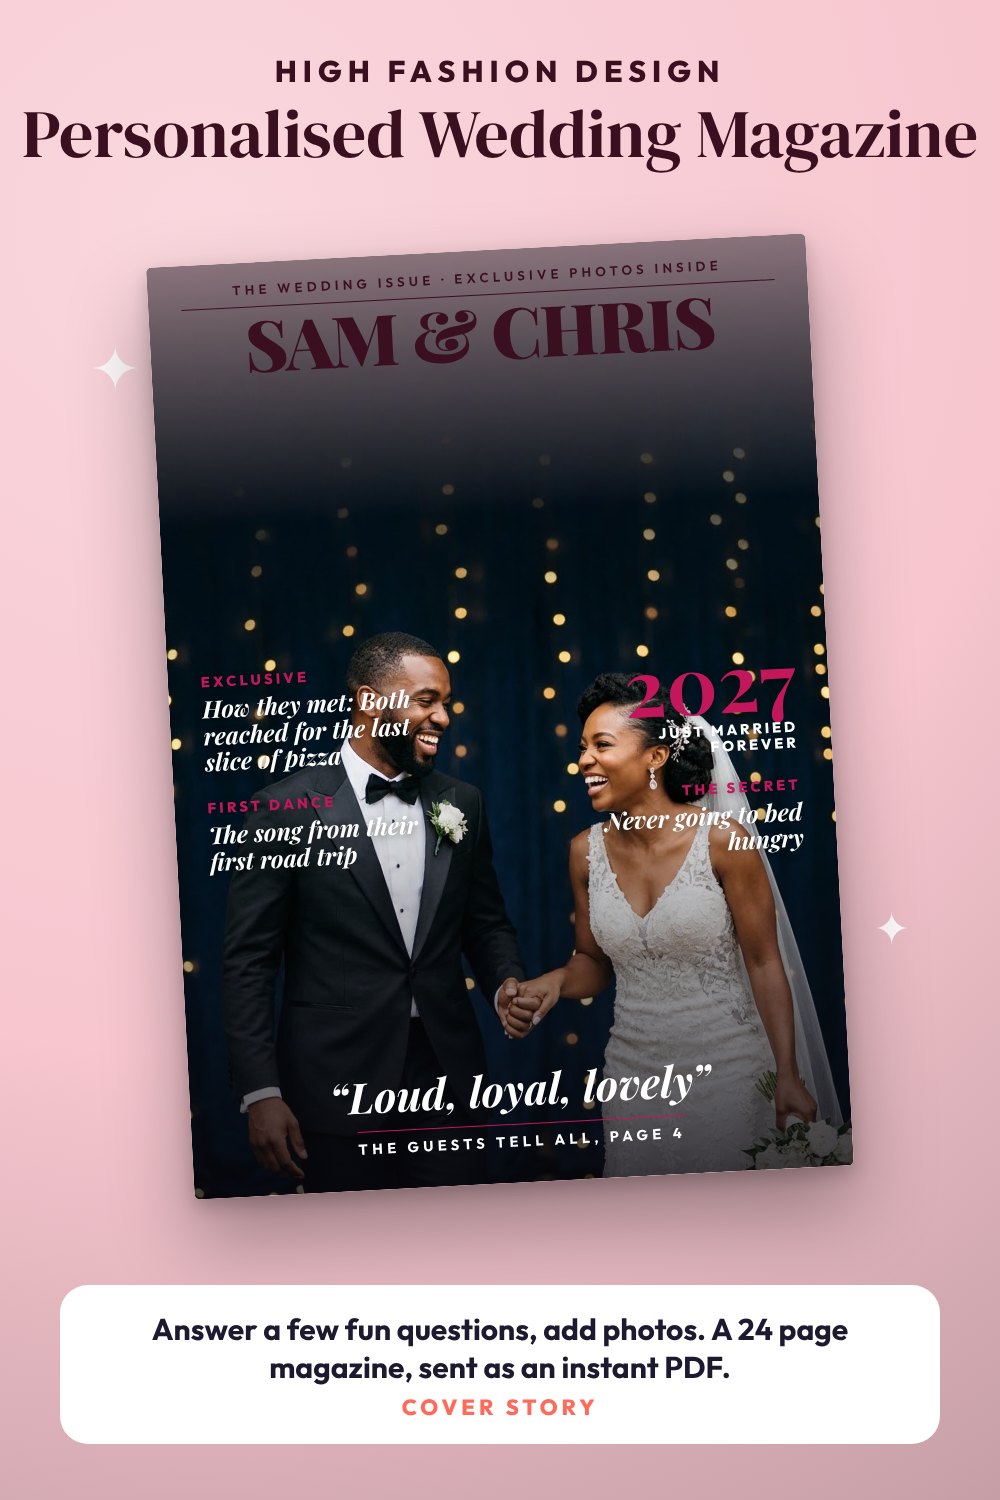 HIGH FASHION DESIGN
Personalised Wedding Magazine
THE WEDDING ISSUE · EXCLUSIVE PHOTOS INSIDE
SAM & CHRIS
EXCLUSIVE
How they met: Both
reached for the last
slice of pizza
FIRST DANCE
The song from their
first road trip
2027
JUST MARRIED
FOREVER
THE SECRET
Never going to bed
hungry
“Loud, loyal, lovely”
THE GUESTS TELL ALL, PAGE 4
Answer a few fun questions, add photos. A 24 page
magazine, sent as an instant PDF.
COVER STORY